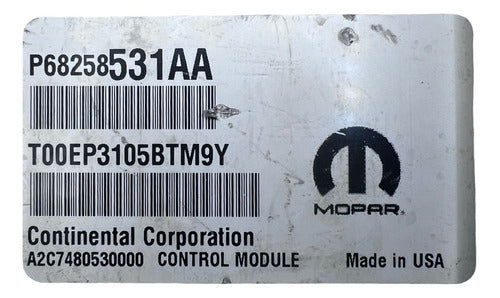 P68258531AA
T00EP3105BTM9Y
MOPAR®
Continental Corporation
A2C7480530000 CONTROL MODULE Made in USA